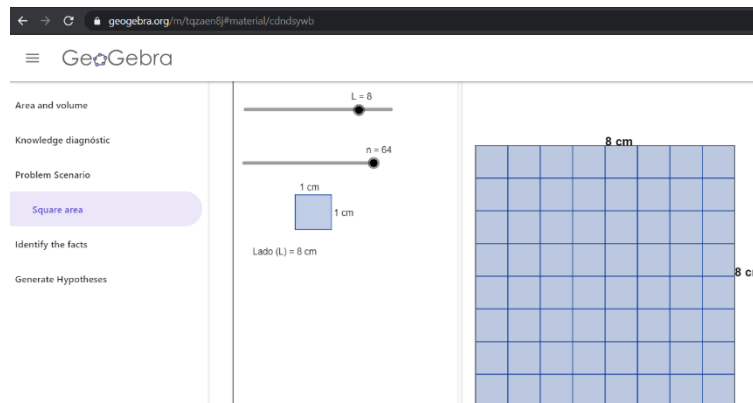 geogebra.org/m/tqzaen8j#material/cdndsywb
GeoGebra
Area and volume
Knowledge diagnóstic
Problem Scenario
Square area
Identify the facts
Generate Hypotheses
L = 8
n = 64
1 cm
1 cm
Lado (L) = 8 cm
8 cm
8 c